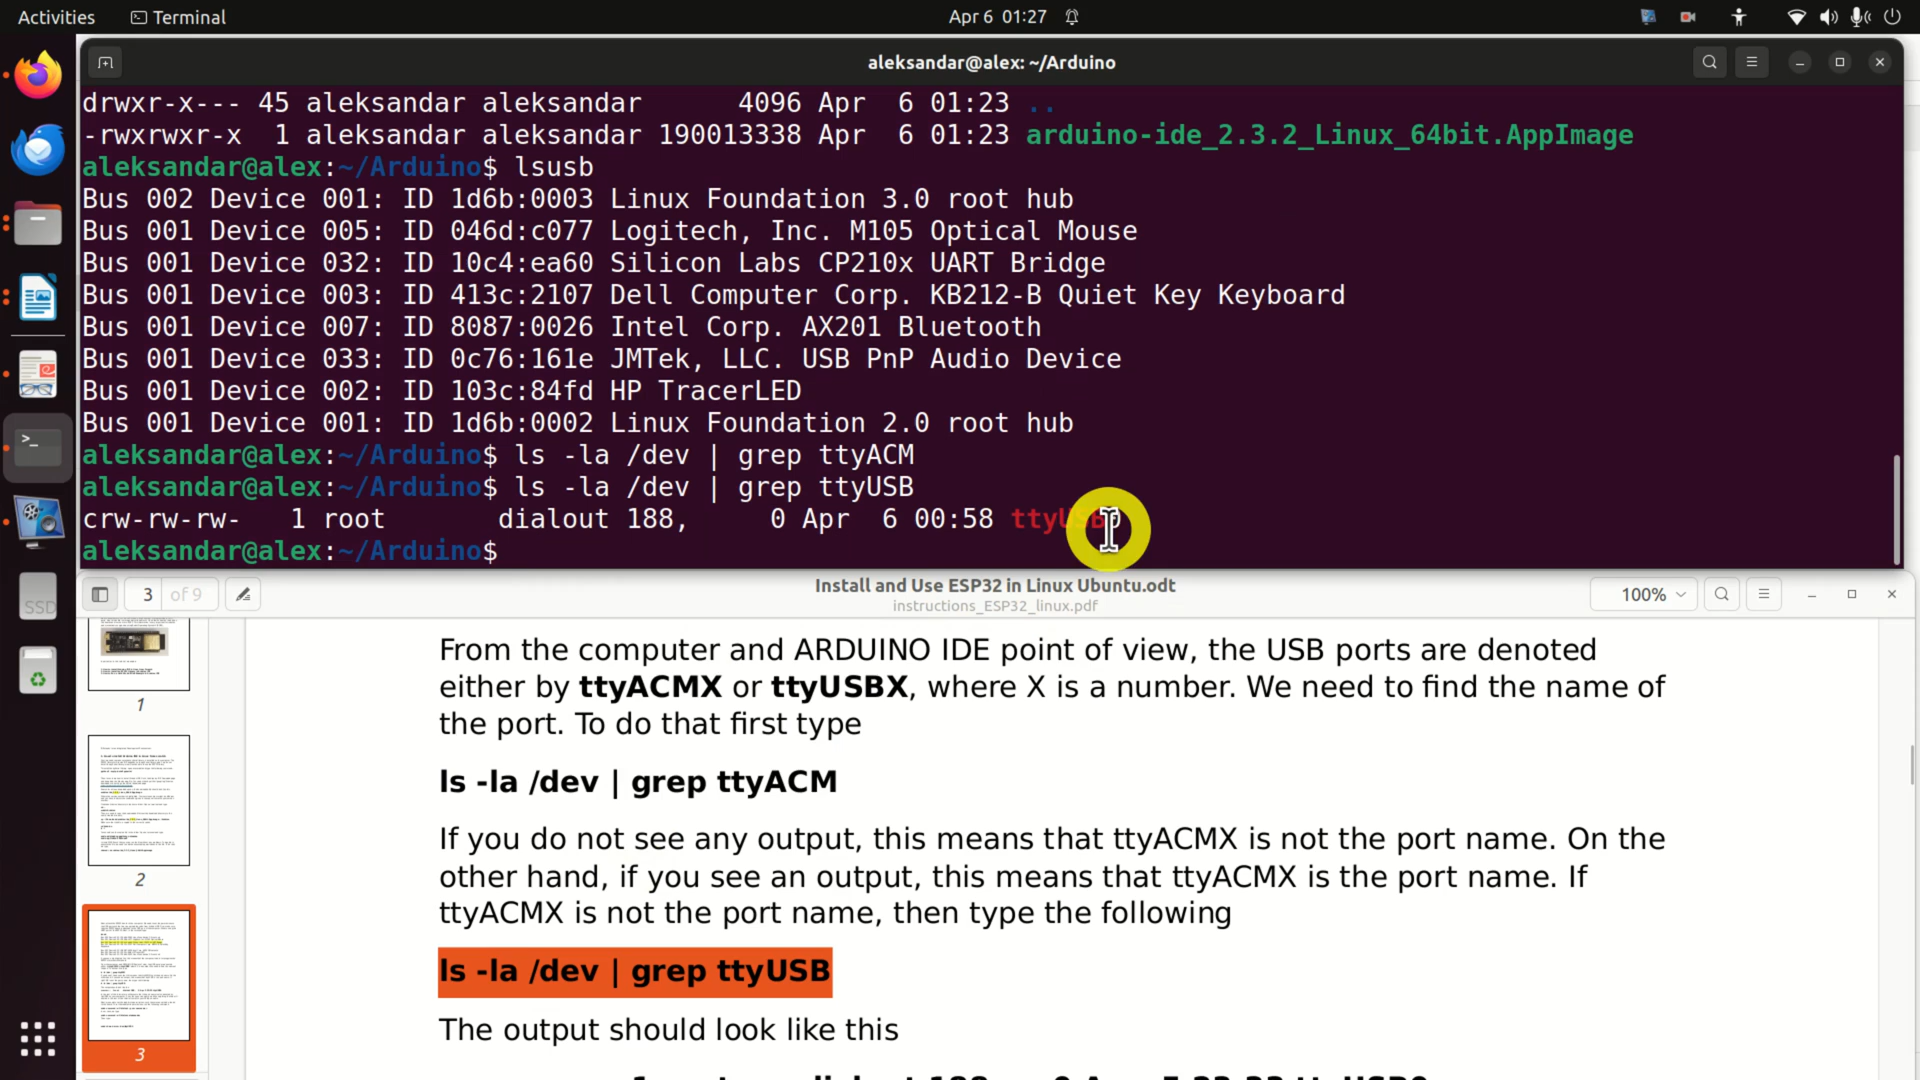 Activities Terminal Apr 6 01:27
aleksandar@alex: ~/Arduino
drwxr-x--- 45 aleksandar aleksandar 4096 Apr 6 01:23 ..
-rwxrwxr-x 1 aleksandar aleksandar 190013338 Apr 6 01:23 arduino-ide_2.3.2_Linux_64bit.AppImage
aleksandar@alex:~/Arduino$ lsusb
Bus 002 Device 001: ID 1d6b:0003 Linux Foundation 3.0 root hub
Bus 001 Device 005: ID 046d:c077 Logitech, Inc. M105 Optical Mouse
Bus 001 Device 032: ID 10c4:ea60 Silicon Labs CP210x UART Bridge
Bus 001 Device 003: ID 413c:2107 Dell Computer Corp. KB212-B Quiet Key Keyboard
Bus 001 Device 007: ID 8087:0026 Intel Corp. AX201 Bluetooth
Bus 001 Device 033: ID 0c76:161e JMTek, LLC. USB PnP Audio Device
Bus 001 Device 002: ID 103c:84fd HP TracerLED
Bus 001 Device 001: ID 1d6b:0002 Linux Foundation 2.0 root hub
aleksandar@alex:~/Arduino$ ls -la /dev | grep ttyACM
aleksandar@alex:~/Arduino$ ls -la /dev | grep ttyUSB
crw-rw-rw- 1 root dialout 188, 0 Apr 6 00:58 ttyUSB0
aleksandar@alex:~/Arduino$
3 of 9
Install and Use ESP32 in Linux Ubuntu.odt
instructions_ESP32_linux.pdf
100%
SSD
1
2
3
From the computer and ARDUINO IDE point of view, the USB ports are denoted
either by ttyACMX or ttyUSBX, where X is a number. We need to find the name of
the port. To do that first type
ls -la /dev | grep ttyACM
If you do not see any output, this means that ttyACMX is not the port name. On the
other hand, if you see an output, this means that ttyACMX is the port name. If
ttyACMX is not the port name, then type the following
ls -la /dev | grep ttyUSB
The output should look like this